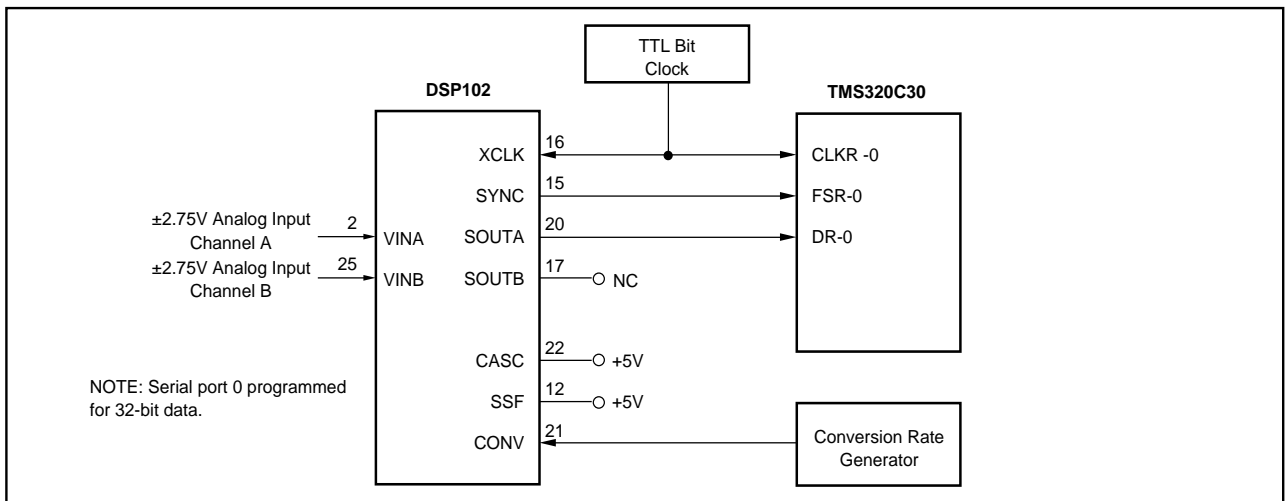 TTL Bit
Clock
DSP102
TMS320C30
XCLK
16
CLKR -0
SYNC
15
FSR-0
±2.75V Analog Input
Channel A
2
VINA
SOUTA
20
DR-0
±2.75V Analog Input
Channel B
25
VINB
SOUTB
17
NC
CASC
22
+5V
NOTE: Serial port 0 programmed
for 32-bit data.
SSF
12
+5V
CONV
21
Conversion Rate
Generator